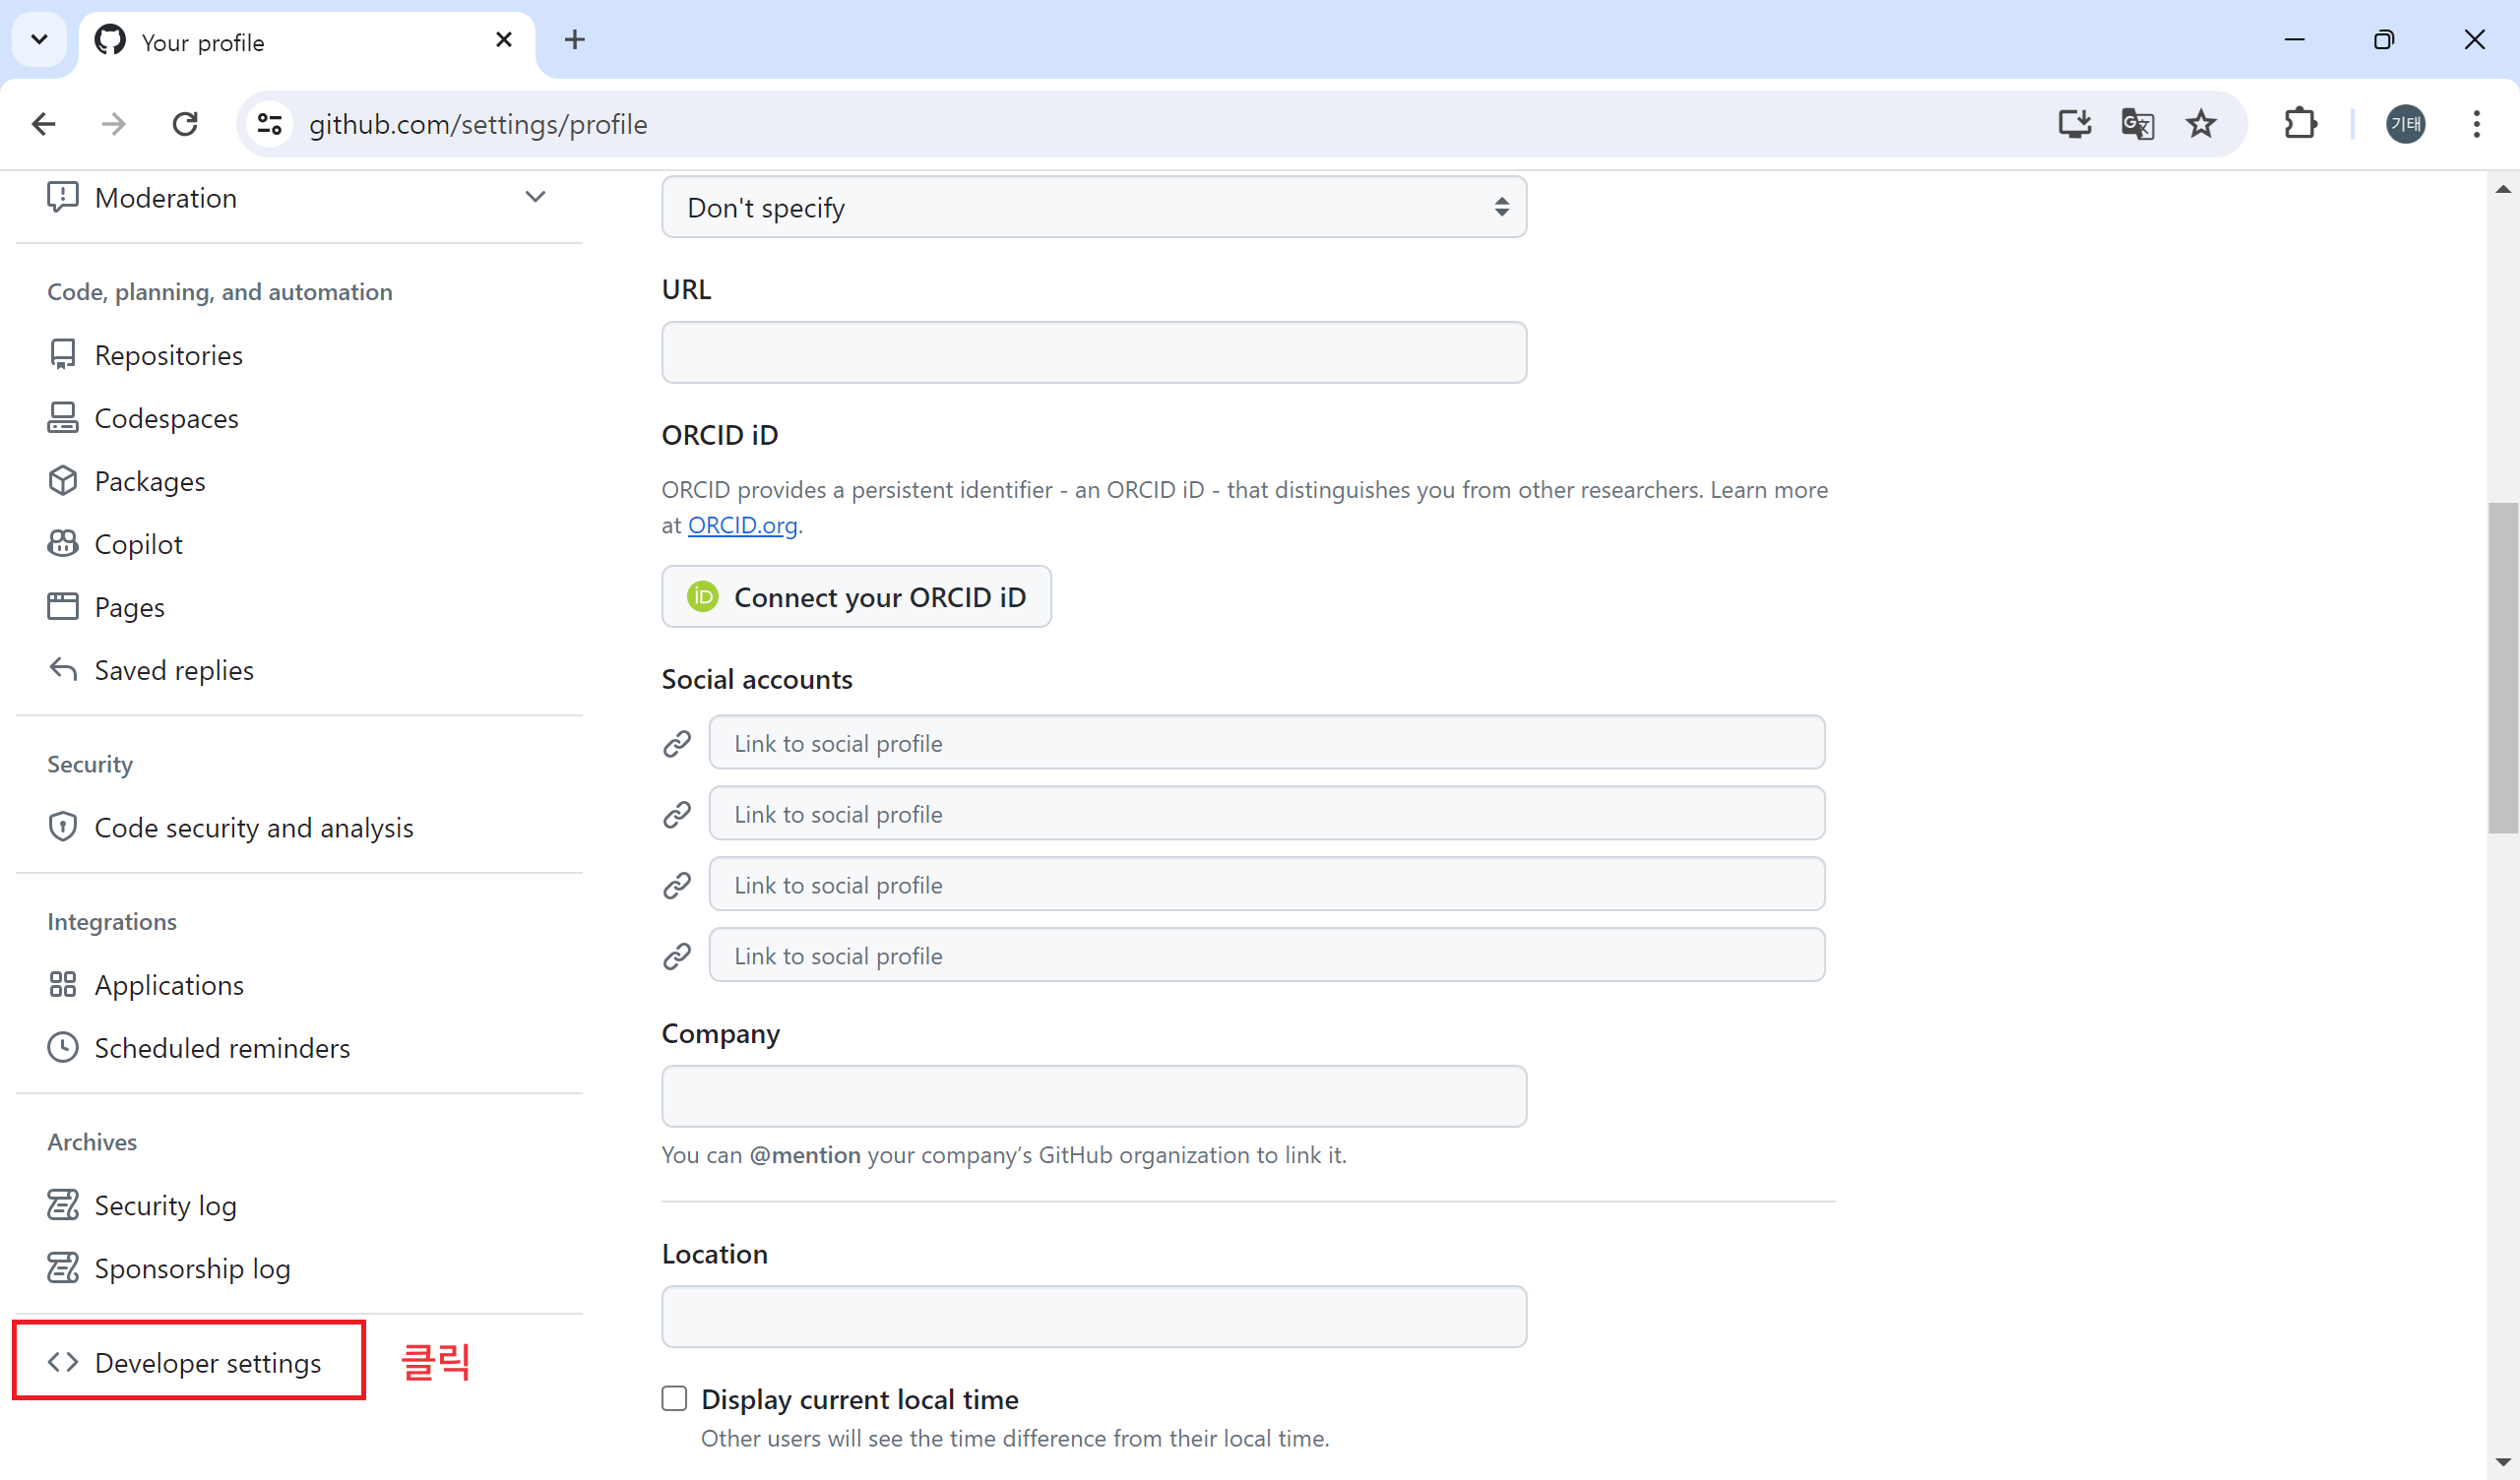 Your profile
github.com/settings/profile
기태
Moderation
Code, planning, and automation
Repositories
Codespaces
Packages
Copilot
Pages
Saved replies
Security
Code security and analysis
Integrations
Applications
Scheduled reminders
Archives
Security log
Sponsorship log
Developer settings
클릭
Don't specify
URL
ORCID iD
ORCID provides a persistent identifier - an ORCID iD - that distinguishes you from other researchers. Learn more
at ORCID.org.
iD Connect your ORCID iD
Social accounts
Link to social profile
Link to social profile
Link to social profile
Link to social profile
Company
You can @mention your company’s GitHub organization to link it.
Location
Display current local time
Other users will see the time difference from their local time.